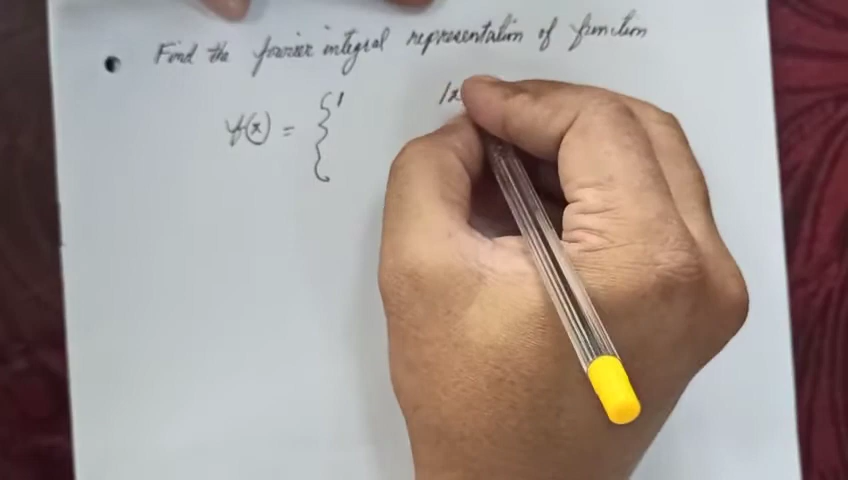 • Find the fourier integral representation of function
f(x) = { 1 |x